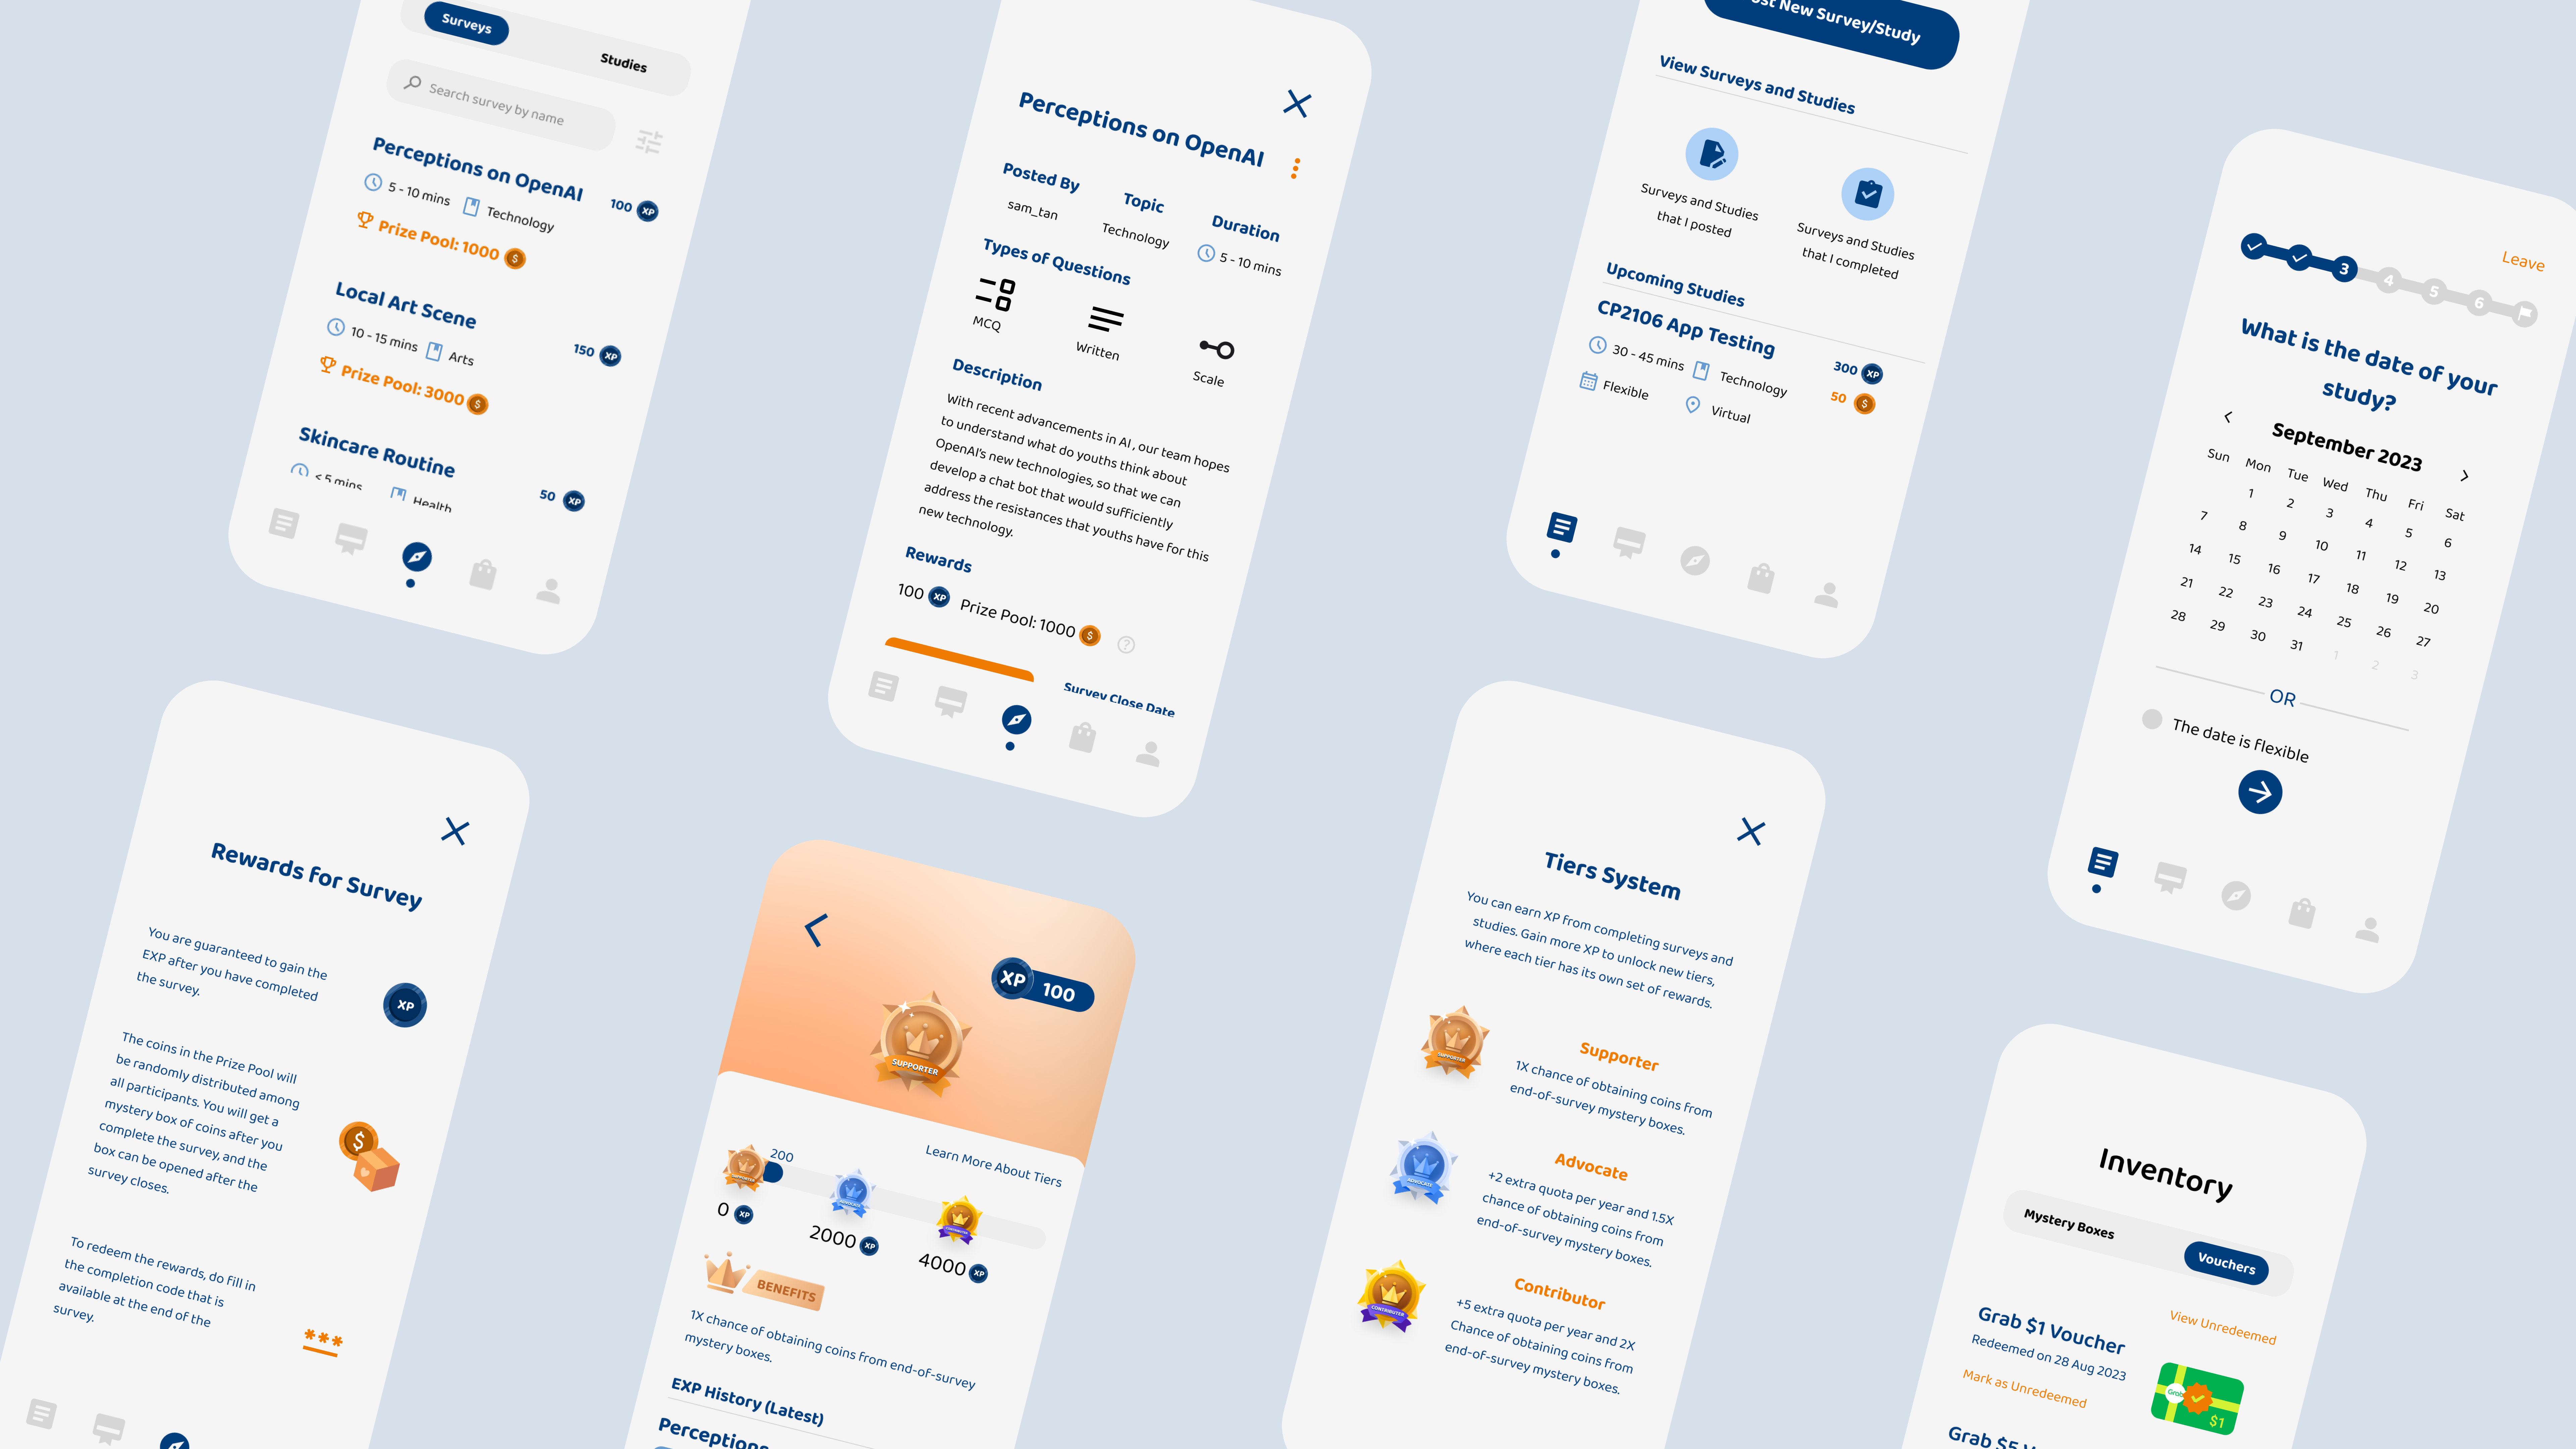 Surveys
Studies
Search survey by name
Perceptions on OpenAI
100 XP
5 - 10 mins
Technology
Prize Pool: 1000 $
Local Art Scene
150 XP
10 - 15 mins
Arts
Prize Pool: 3000 $
Skincare Routine
50 XP
< 5 mins
Health
Perceptions on OpenAI
Posted By
Topic
Duration
sam_tan
Technology
5 - 10 mins
Types of Questions
MCQ
Written
Scale
Description
With recent advancements in AI, our team hopes
to understand what do youths think about
OpenAI's new technologies, so that we can
develop a chat bot that would sufficiently
address the resistances that youths have for this
new technology.
Rewards
100 XP Prize Pool: 1000 $ ?
Survey Close Date
New Survey/Study
View Surveys and Studies
Surveys and Studies
that I posted
Surveys and Studies
that I completed
Upcoming Studies
CP2106 App Testing
300 XP
30 - 45 mins
Technology
50 $
Flexible
Virtual
Leave
3 4 5 6
What is the date of your
study?
September 2023
Sun Mon Tue Wed Thu Fri Sat
1 2 3 4 5 6
7 8 9 10 11 12 13
14 15 16 17 18 19 20
21 22 23 24 25 26 27
28 29 30 31 1 2 3
OR
The date is flexible
Rewards for Survey
You are guaranteed to gain the
EXP after you have completed
the survey.
XP
The coins in the Prize Pool will
be randomly distributed among
all participants. You will get a
mystery box of coins after you
complete the survey, and the
box can be opened after the
survey closes.
$
To redeem the rewards, do fill in
the completion code that is
available at the end of the
survey.
***
XP 100
SUPPORTER
Learn More About Tiers
200
SUPPORTER
ADVOCATE
CONTRIBUTER
0 XP
2000 XP
4000 XP
BENEFITS
1X chance of obtaining coins from end-of-survey
mystery boxes.
EXP History (Latest)
Perceptions
Tiers System
You can earn XP from completing surveys and
studies. Gain more XP to unlock new tiers,
where each tier has its own set of rewards.
SUPPORTER
Supporter
1X chance of obtaining coins from
end-of-survey mystery boxes.
ADVOCATE
Advocate
+2 extra quota per year and 1.5X
chance of obtaining coins from
end-of-survey mystery boxes.
CONTRIBUTER
Contributor
+5 extra quota per year and 2X
Chance of obtaining coins from
end-of-survey mystery boxes.
Inventory
Mystery Boxes
Vouchers
View Unredeemed
Grab $1 Voucher
Redeemed on 28 Aug 2023
Mark as Unredeemed
Grab
$1
Grab $5